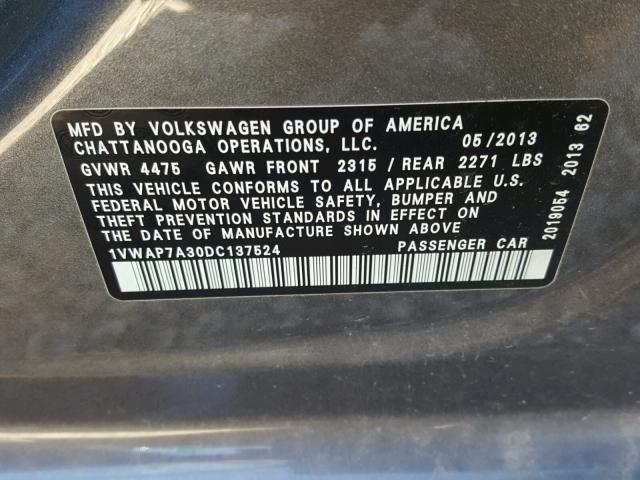 MFD BY VOLKSWAGEN GROUP OF AMERICA
CHATTANOOGA OPERATIONS, LLC. 05/2013
GVWR 4475 GAWR FRONT 2315 / REAR 2271 LBS
THIS VEHICLE CONFORMS TO ALL APPLICABLE U.S.
FEDERAL MOTOR VEHICLE SAFETY, BUMPER AND
THEFT PREVENTION STANDARDS IN EFFECT ON
THE DATE OF MANUFACTURE SHOWN ABOVE
1VWAP7A30DC137524 PASSENGER CAR
2019054 2013 62